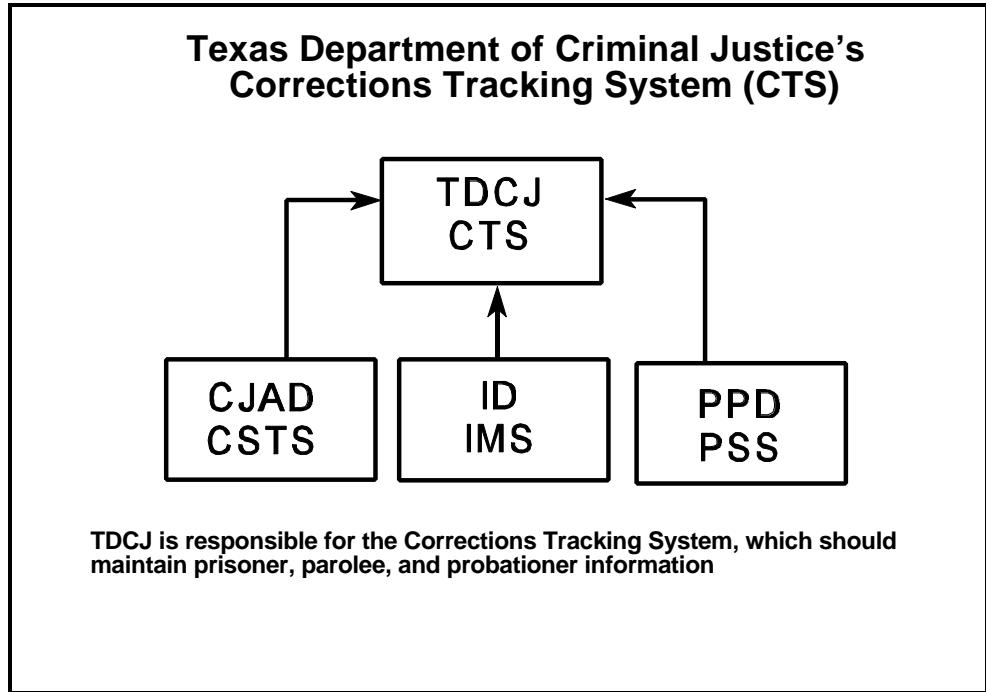 Texas Department of Criminal Justice's
Corrections Tracking System (CTS)
TDCJ
CTS
CJAD
CSTS
ID
IMS
PPD
PSS
TDCJ is responsible for the Corrections Tracking System, which should
maintain prisoner, parolee, and probationer information